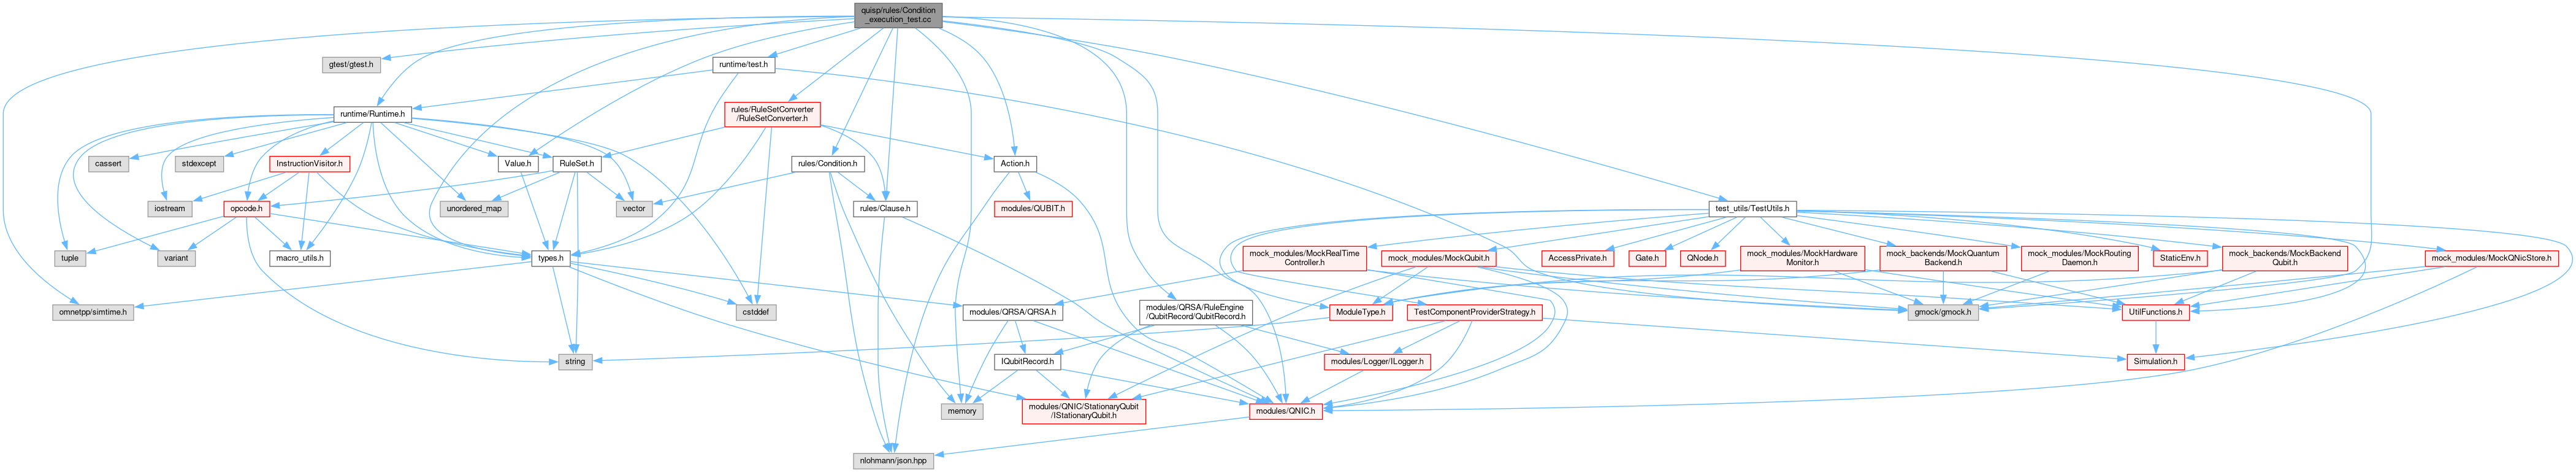 quisp/rules/Condition
_execution_test.cc
gtest/gtest.h
runtime/test.h
runtime/Runtime.h
rules/RuleSetConverter
/RuleSetConverter.h
cassert
stdexcept
InstructionVisitor.h
Value.h
RuleSet.h
rules/Condition.h
Action.h
iostream
opcode.h
unordered_map
vector
rules/Clause.h
modules/QUBIT.h
test_utils/TestUtils.h
tuple
variant
macro_utils.h
types.h
mock_modules/MockRealTime
Controller.h
mock_modules/MockQubit.h
AccessPrivate.h
Gate.h
QNode.h
mock_modules/MockHardware
Monitor.h
mock_backends/MockQuantum
Backend.h
mock_modules/MockRouting
Daemon.h
StaticEnv.h
mock_backends/MockBackend
Qubit.h
mock_modules/MockQNicStore.h
omnetpp/simtime.h
cstddef
modules/QRSA/QRSA.h
modules/QRSA/RuleEngine
/QubitRecord/QubitRecord.h
ModuleType.h
TestComponentProviderStrategy.h
gmock/gmock.h
UtilFunctions.h
string
IQubitRecord.h
modules/Logger/ILogger.h
Simulation.h
memory
modules/QNIC/StationaryQubit
/IStationaryQubit.h
modules/QNIC.h
nlohmann/json.hpp